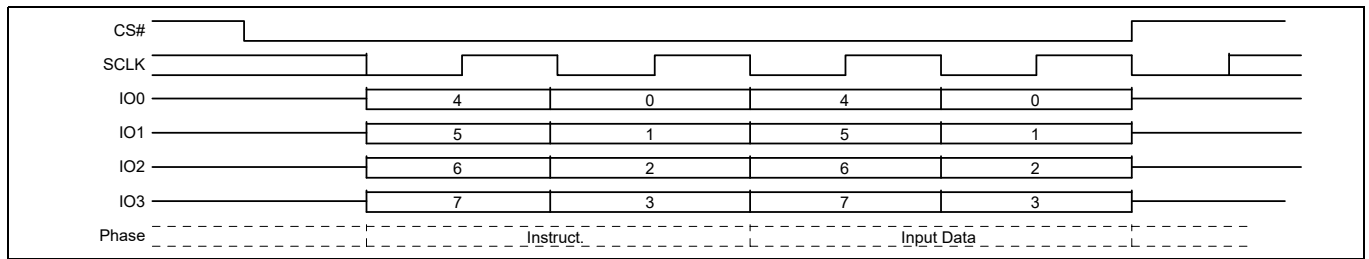 CS#
SCLK
IO0 4 0 4 0
IO1 5 1 5 1
IO2 6 2 6 2
IO3 7 3 7 3
Phase Instruct. Input Data